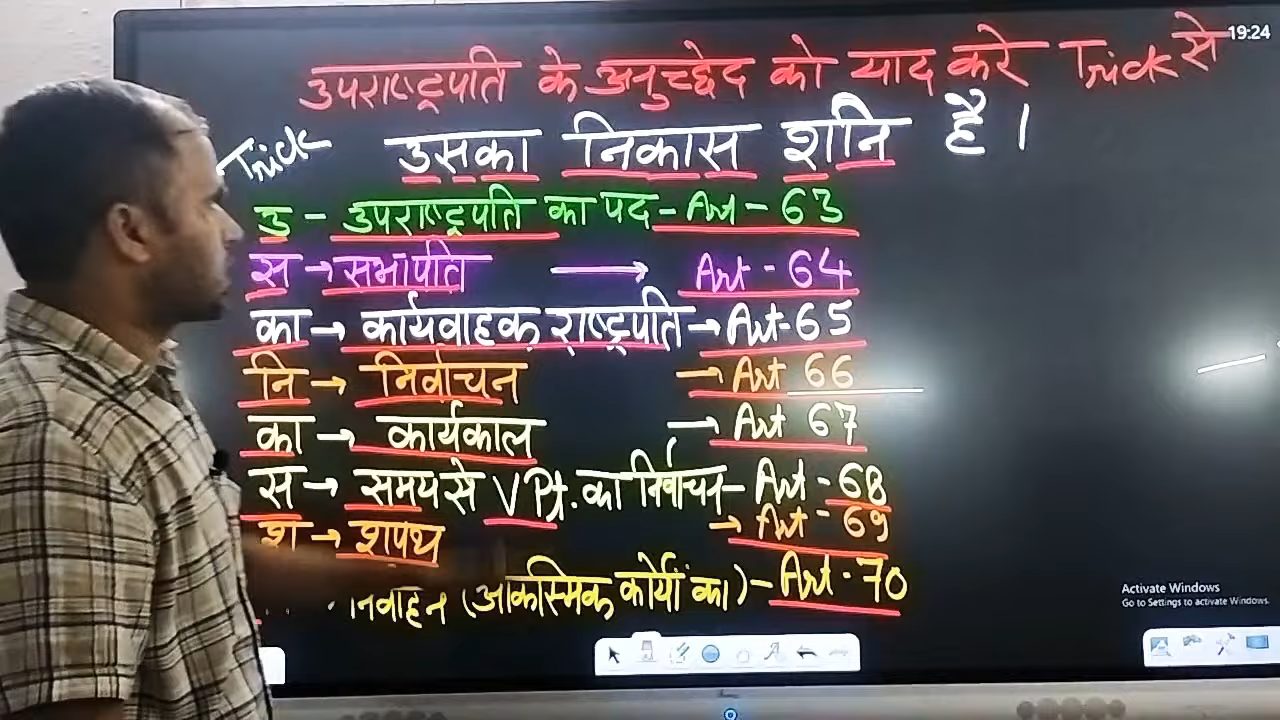 19:24
उपराष्ट्रपति के अनुच्छेद को याद करे Trick से
Trick उसका निकास शनि है।
उ - उपराष्ट्रपति का पद - Art - 63
स → सभापति → Art - 64
का → कार्यवाहक राष्ट्रपति → Art - 65
नि → निर्वाचन → Art 66
का → कार्यकाल → Art 67
स → समय से V Pr. का निर्वाचन - Art - 68
श → शपथ → Art - 69
निर्वाहन (आकस्मिक कार्यों का) - Art - 70
Activate Windows
Go to Settings to activate Windows.